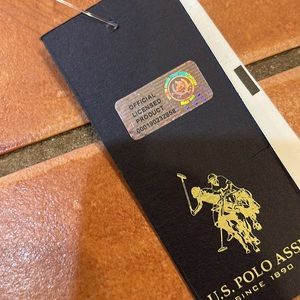 OFFICIAL
LICENSED
PRODUCT
U.S. POLO ASS
SINCE 1890